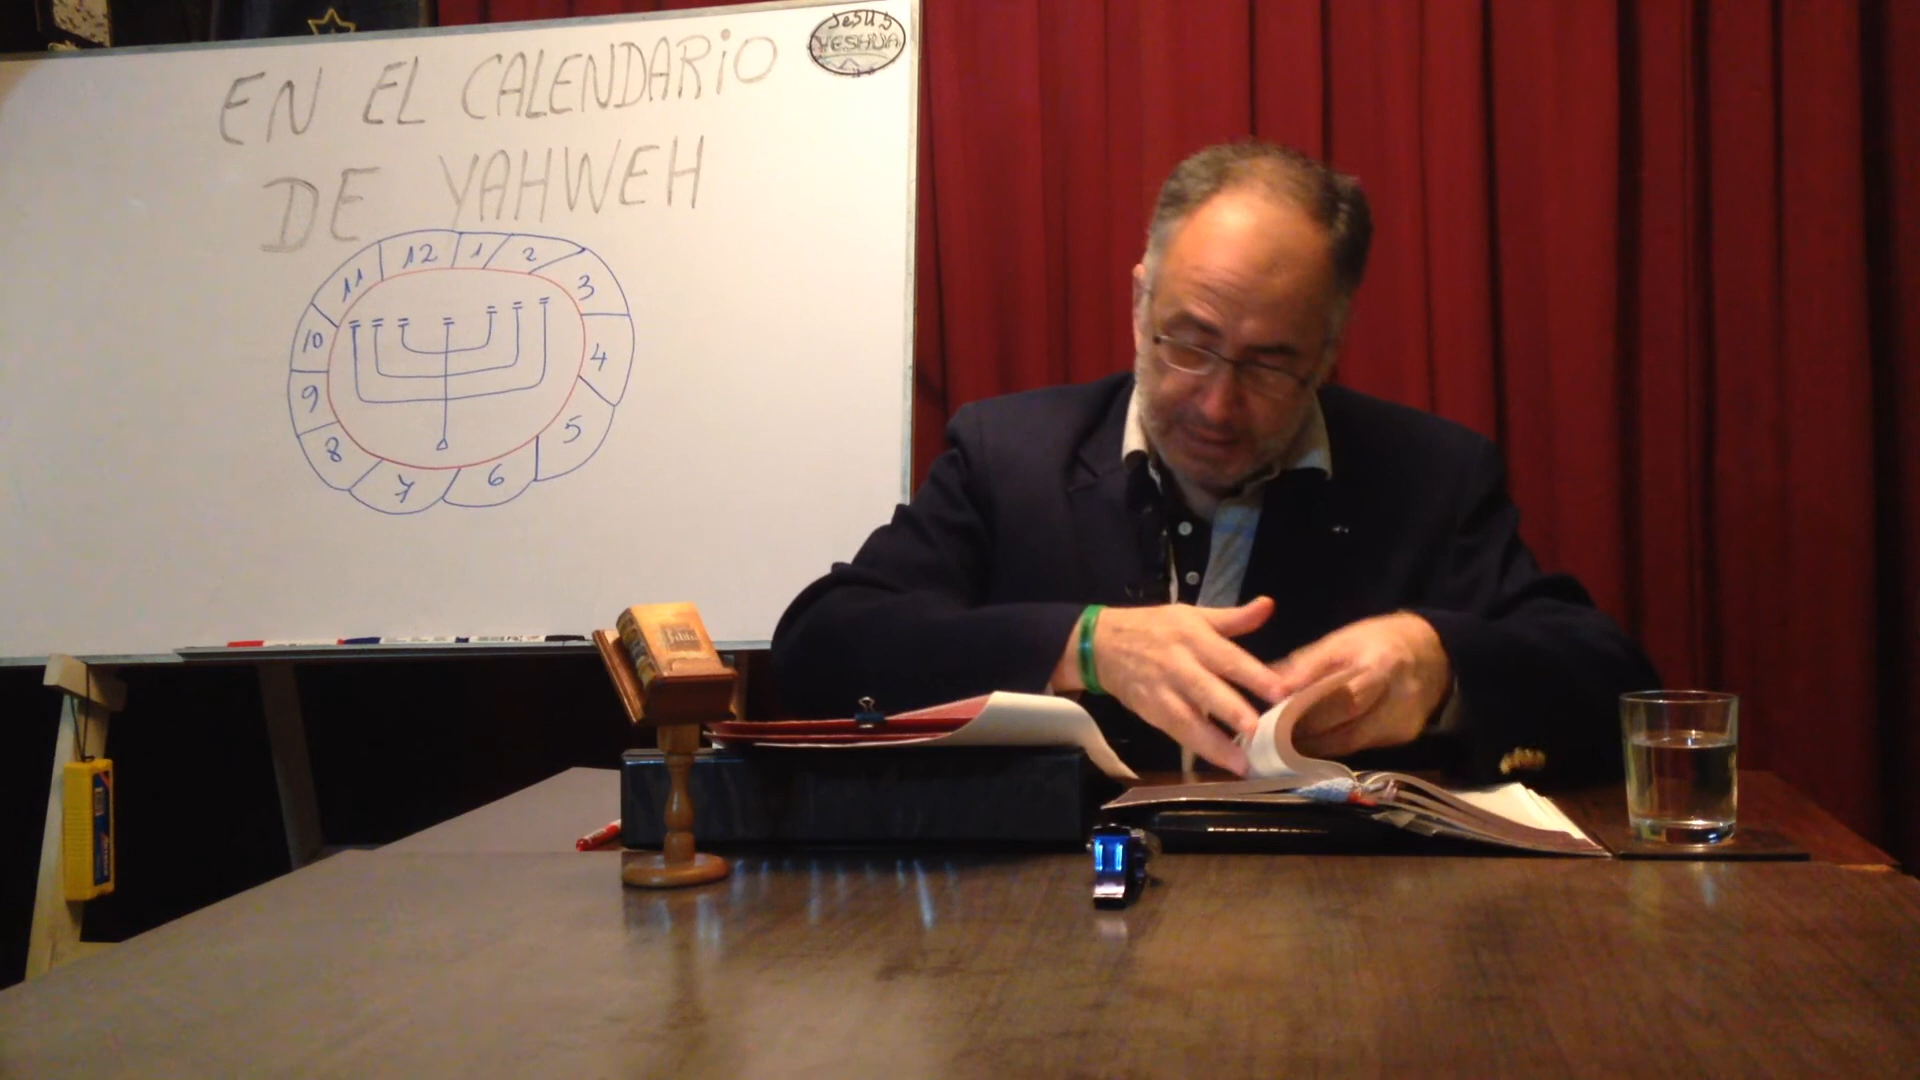 EN EL CALENDARiO
DE YAHWEH
JeSUS
YESHUA
12 1 2
11 3
10 4
9 5
8 7 6